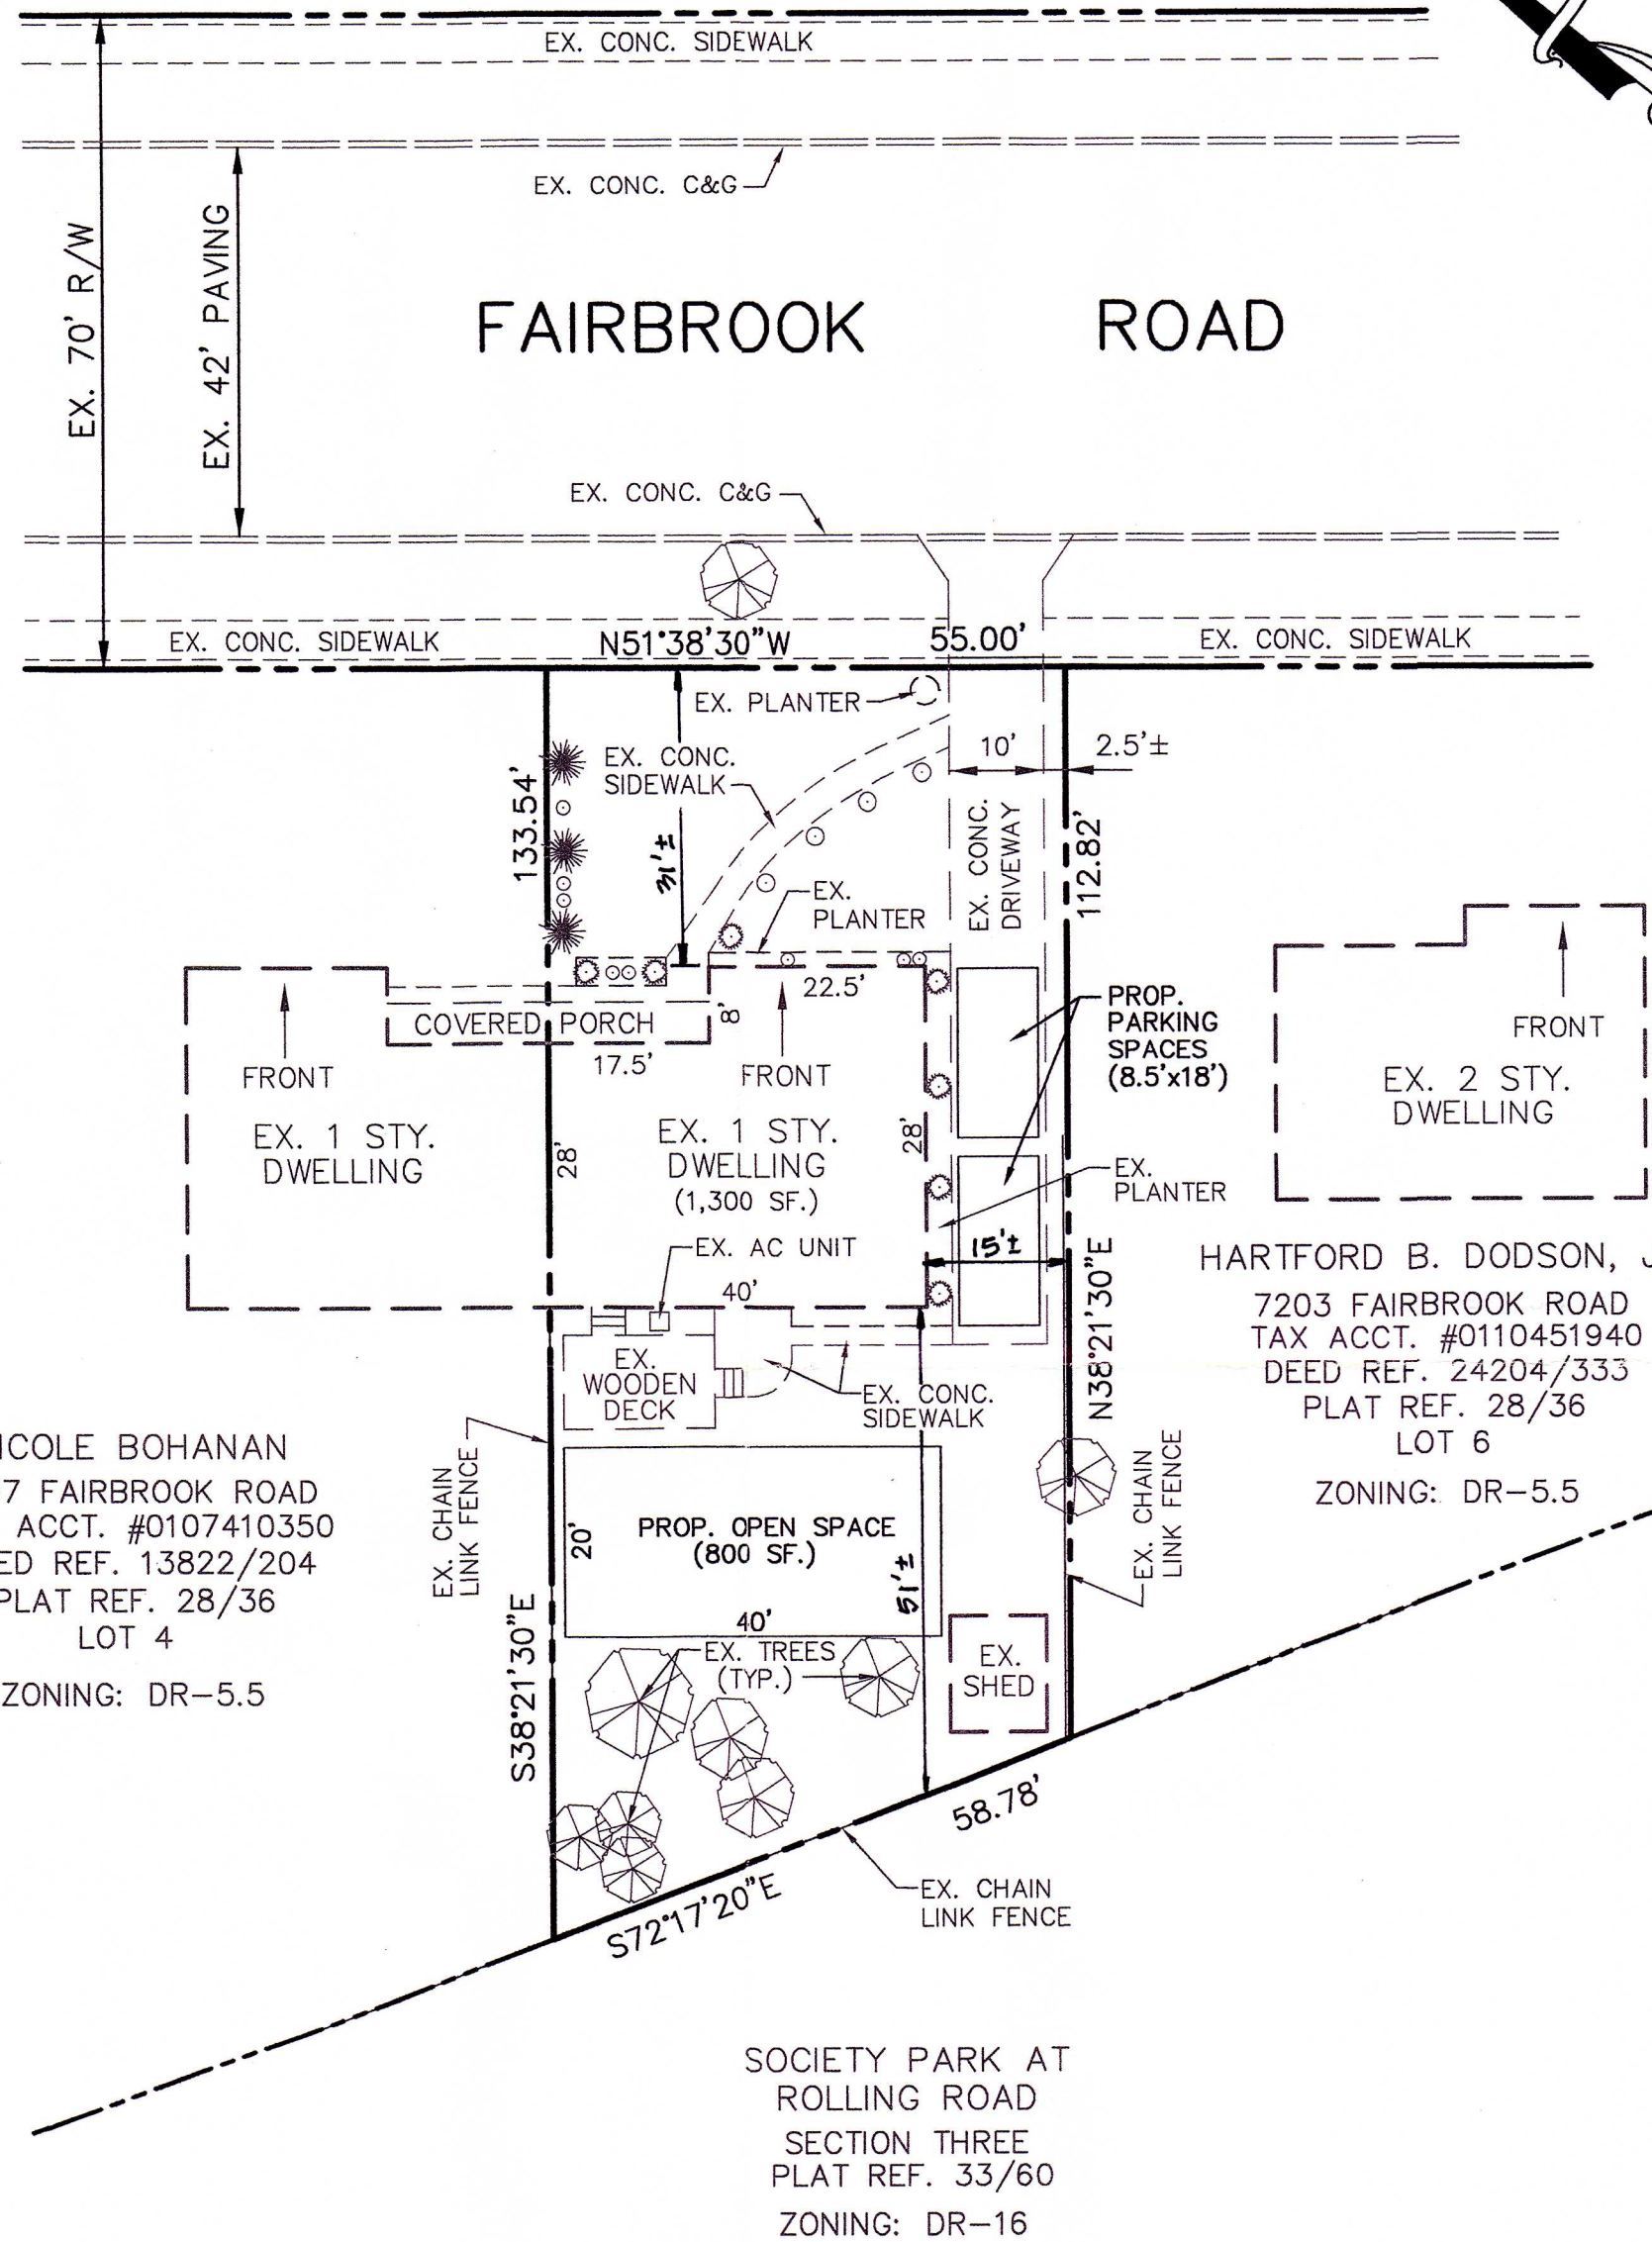 EX. CONC. SIDEWALK
EX. CONC. C&G
EX. 70' R/W
EX. 42' PAVING
FAIRBROOK ROAD
EX. CONC. C&G
EX. CONC. SIDEWALK
N51°38'30"W
55.00'
EX. CONC. SIDEWALK
EX. PLANTER
EX. CONC.
SIDEWALK
10'
2.5'±
133.54'
31'±
EX. CONC.
DRIVEWAY
112.82'
EX.
PLANTER
22.5'
8'
COVERED PORCH
17.5'
FRONT
FRONT
PROP.
PARKING
SPACES
(8.5'x18')
FRONT
EX. 1 STY.
DWELLING
28'
EX. 1 STY.
DWELLING
(1,300 SF.)
28'
EX. 2 STY.
DWELLING
EX.
PLANTER
EX. AC UNIT
15'±
40'
N38°21'30"E
HARTFORD B. DODSON,
7203 FAIRBROOK ROAD
TAX ACCT. #0110451940
DEED REF. 24204/333
PLAT REF. 28/36
LOT 6
ZONING: DR-5.5
EX.
WOODEN
DECK
EX. CONC.
SIDEWALK
BOHANAN
FAIRBROOK ROAD
ACCT. #0107410350
REF. 13822/204
PLAT REF. 28/36
LOT 4
ZONING: DR-5.5
EX. CHAIN
LINK FENCE
EX. CHAIN
LINK FENCE
20'
PROP. OPEN SPACE
(800 SF.)
40'
51'±
S38°21'30"E
EX. TREES
(TYP.)
EX.
SHED
58.78'
S72°17'20"E
EX. CHAIN
LINK FENCE
SOCIETY PARK AT
ROLLING ROAD
SECTION THREE
PLAT REF. 33/60
ZONING: DR-16